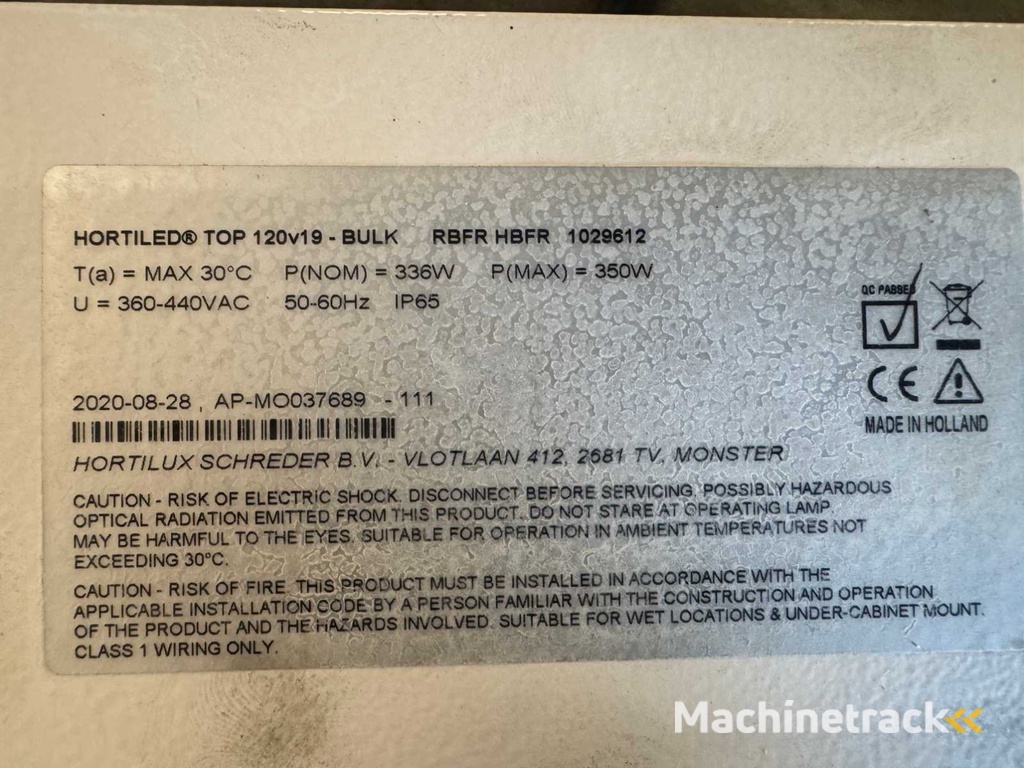 HORTILED® TOP 120v19 - BULK RBFR HBFR 1029612
T(a) = MAX 30°C P(NOM) = 336W P(MAX) = 350W
U = 360-440VAC 50-60Hz IP65
QC PASSED
2020-08-28 , AP-MO037689 - 111
CE
MADE IN HOLLAND
HORTILUX SCHREDER B.V. - VLOTLAAN 412, 2681 TV, MONSTER
CAUTION - RISK OF ELECTRIC SHOCK. DISCONNECT BEFORE SERVICING. POSSIBLY HAZARDOUS
OPTICAL RADIATION EMITTED FROM THIS PRODUCT. DO NOT STARE AT OPERATING LAMP.
MAY BE HARMFUL TO THE EYES. SUITABLE FOR OPERATION IN AMBIENT TEMPERATURES NOT
EXCEEDING 30°C.
CAUTION - RISK OF FIRE. THIS PRODUCT MUST BE INSTALLED IN ACCORDANCE WITH THE
APPLICABLE INSTALLATION CODE BY A PERSON FAMILIAR WITH THE CONSTRUCTION AND OPERATION
OF THE PRODUCT AND THE HAZARDS INVOLVED. SUITABLE FOR WET LOCATIONS & UNDER-CABINET MOUNT.
CLASS 1 WIRING ONLY.
Machinetrack